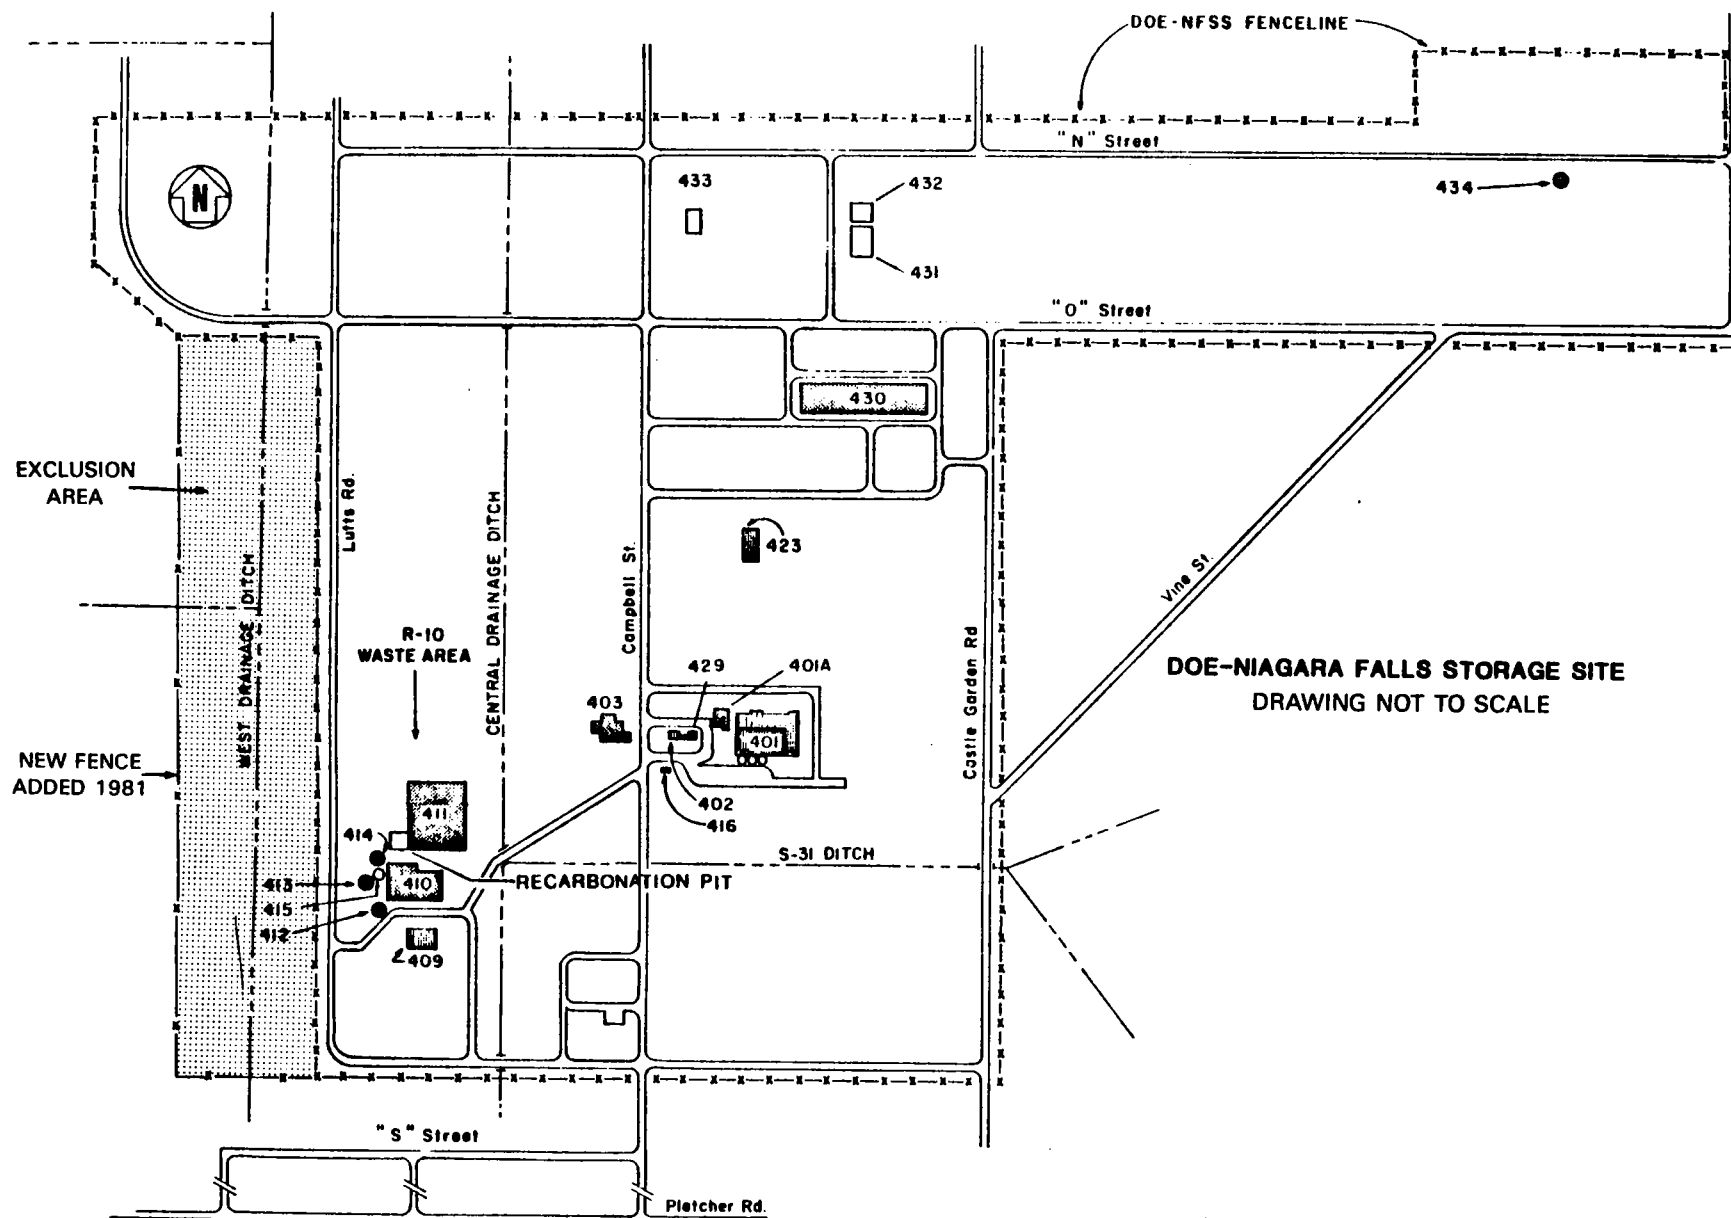 DOE-NFSS FENCELINE
"N" Street
N
433
432
434
431
"O" Street
430
EXCLUSION
AREA
Lutts Rd.
WEST DRAINAGE DITCH
CENTRAL DRAINAGE DITCH
Campbell St.
423
Vine St.
Castle Garden Rd
R-10
WASTE AREA
429
401A
403
401
DOE-NIAGARA FALLS STORAGE SITE
DRAWING NOT TO SCALE
NEW FENCE
ADDED 1981
402
416
411
414
S-31 DITCH
413
410
RECARBONATION PIT
415
412
409
"S" Street
Pletcher Rd.